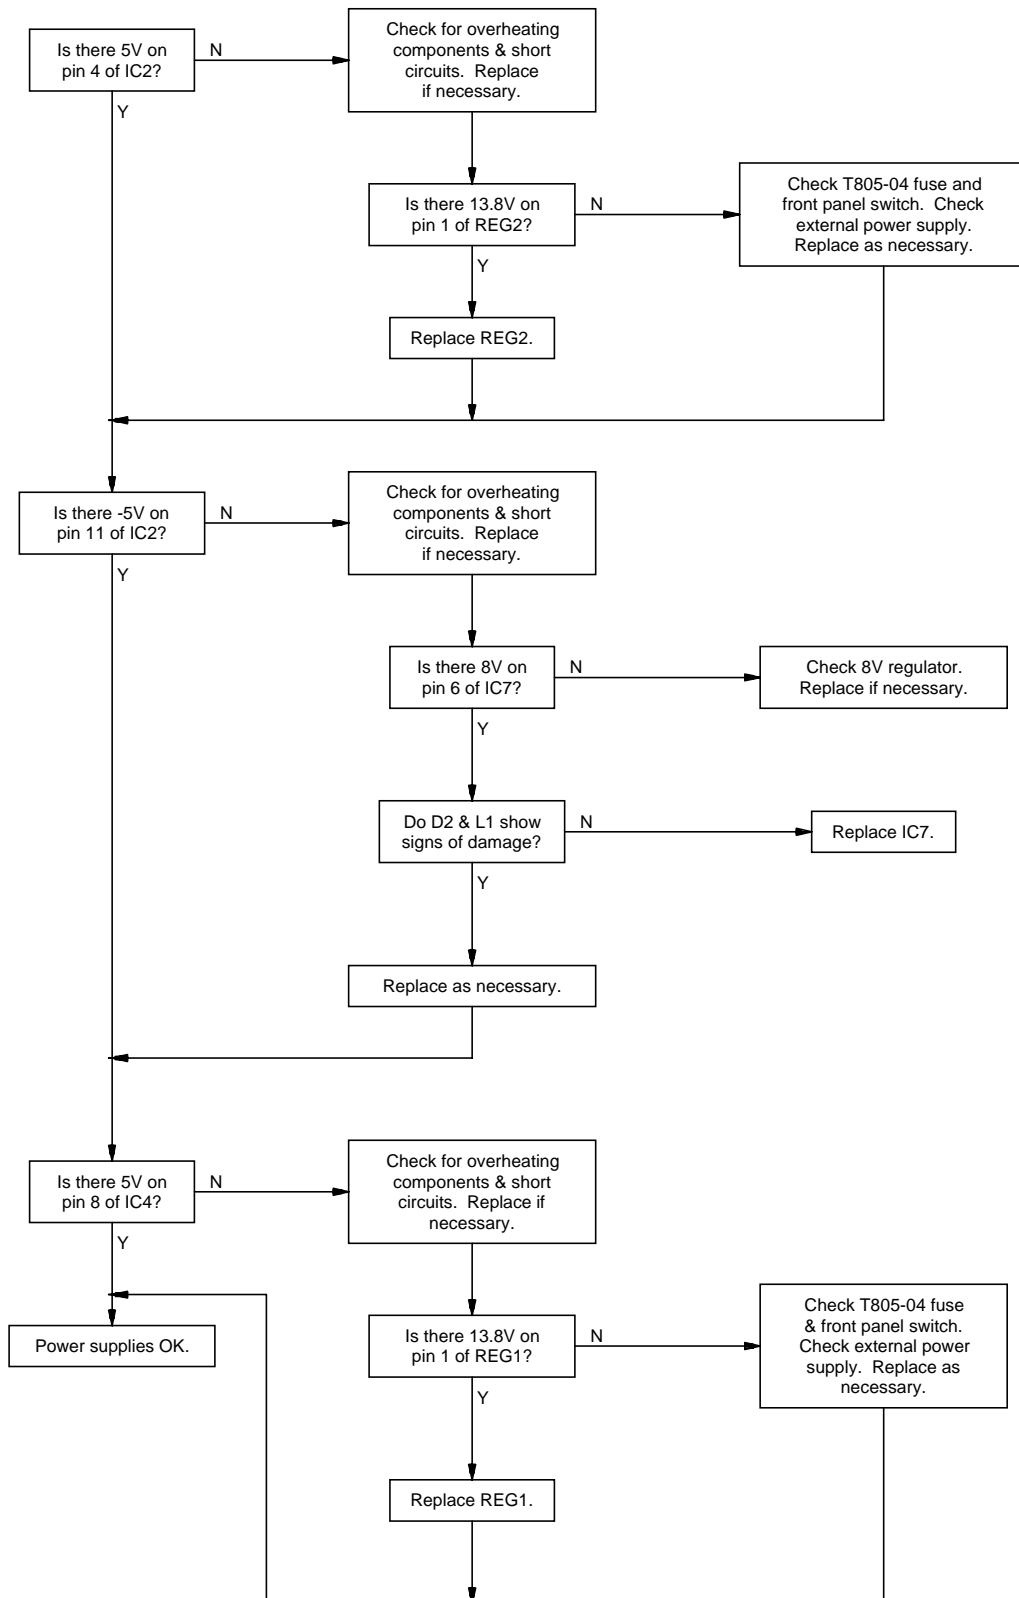 Is there 5V on
pin 4 of IC2?
N
Check for overheating
components & short
circuits. Replace
if necessary.
Y
Is there 13.8V on
pin 1 of REG2?
N
Check T805-04 fuse and
front panel switch. Check
external power supply.
Replace as necessary.
Y
Replace REG2.
Is there -5V on
pin 11 of IC2?
N
Check for overheating
components & short
circuits. Replace
if necessary.
Y
Is there 8V on
pin 6 of IC7?
N
Check 8V regulator.
Replace if necessary.
Y
Do D2 & L1 show
signs of damage?
N
Replace IC7.
Y
Replace as necessary.
Is there 5V on
pin 8 of IC4?
N
Check for overheating
components & short
circuits. Replace if
necessary.
Y
Power supplies OK.
Is there 13.8V on
pin 1 of REG1?
N
Check T805-04 fuse
& front panel switch.
Check external power
supply. Replace as
necessary.
Y
Replace REG1.